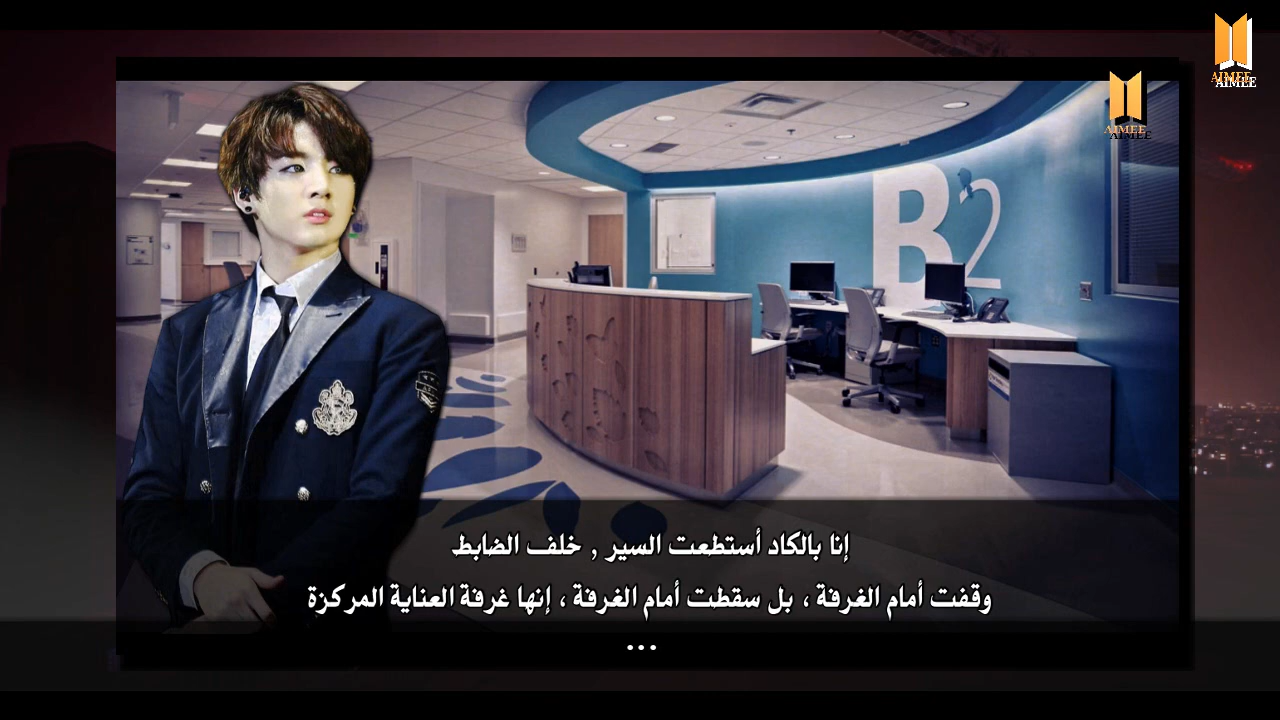 AIMEE
AIMEE
B2
إنا بالكاد أستطعت السير , خلف الضابط
وقفت أمام الغرفة ، بل سقطت أمام الغرفة ، إنها غرفة العناية المركزة
...